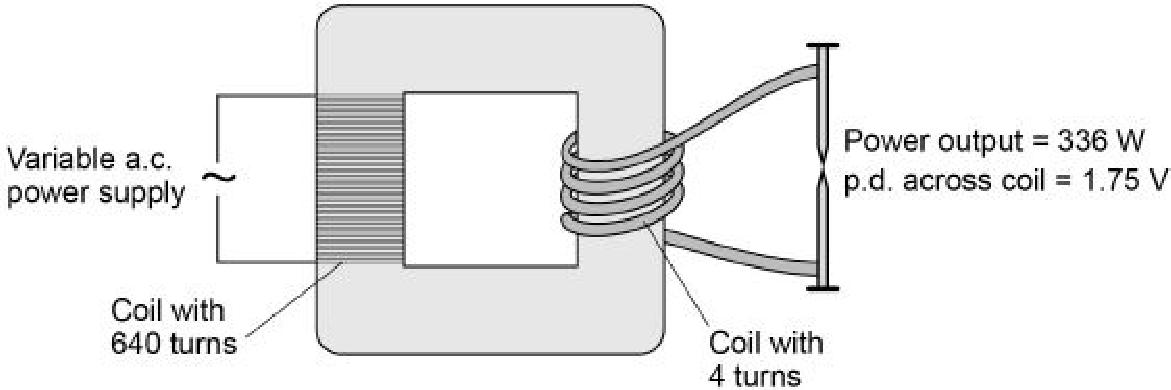 Variable a.c.
power supply
~
Power output = 336 W
p.d. across coil = 1.75 V
Coil with
640 turns
Coil with
4 turns